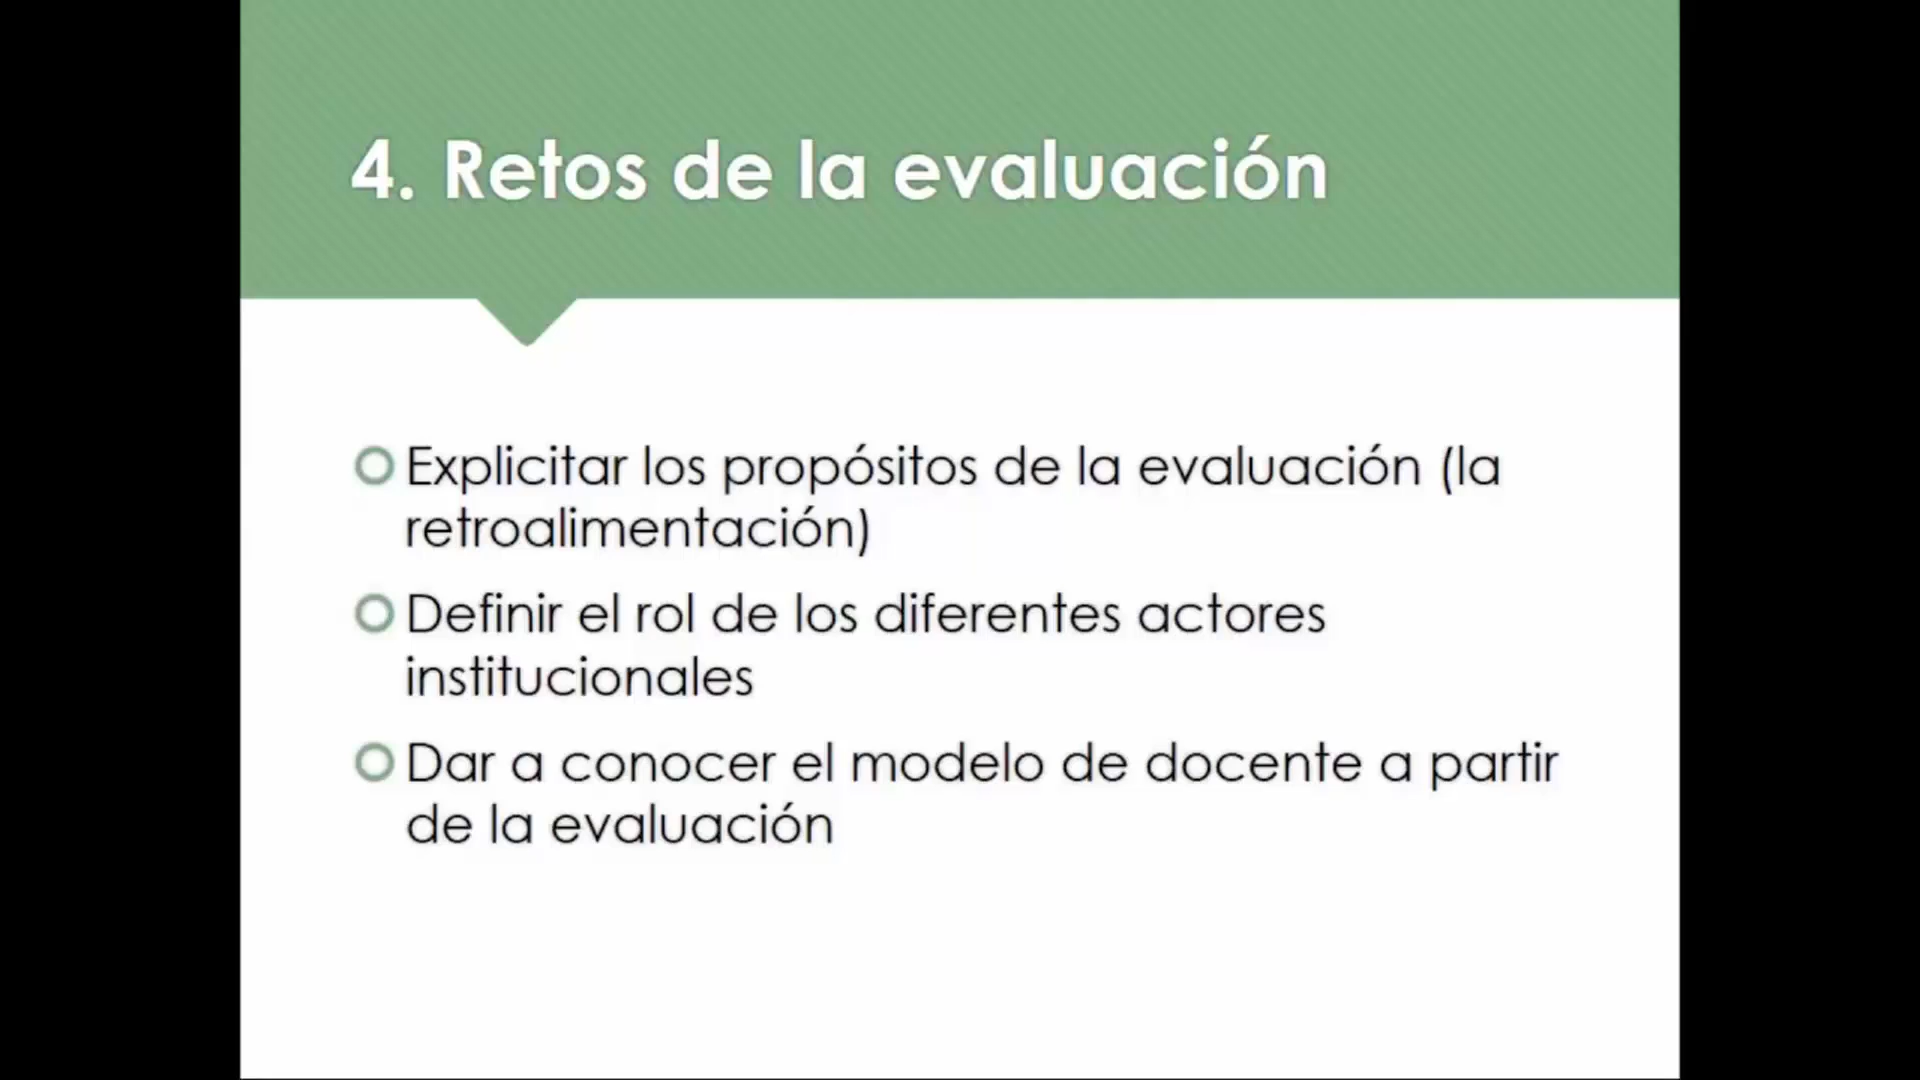 4. Retos de la evaluación
Explicitar los propósitos de la evaluación (la
retroalimentación)
Definir el rol de los diferentes actores
institucionales
Dar a conocer el modelo de docente a partir
de la evaluación